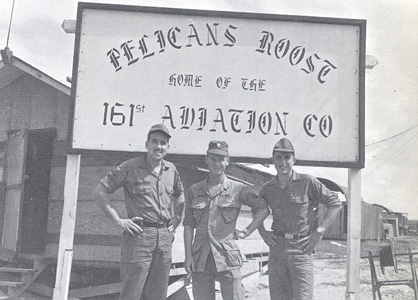 PELICANS ROOST
HOME OF THE
161st AVIATION CO